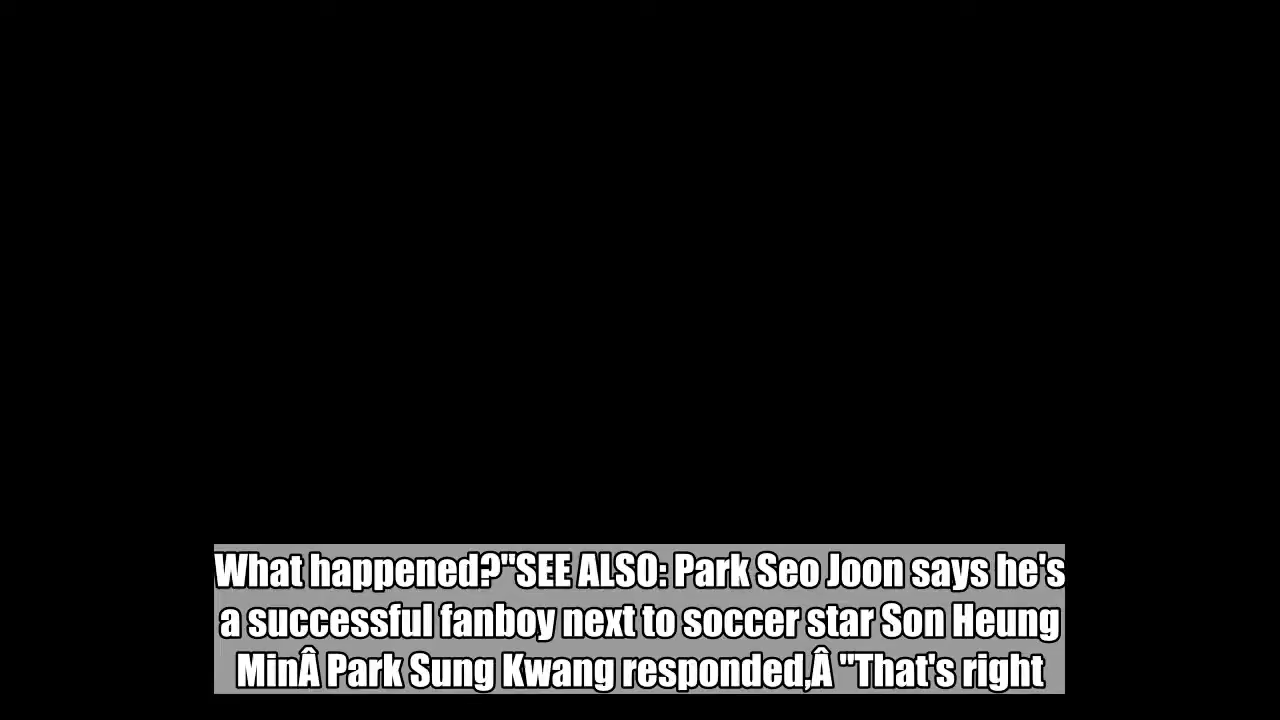 What happened?"SEE ALSO: Park Seo Joon says he's
a successful fanboy next to soccer star Son Heung
MinÂ Park Sung Kwang responded,Â "That's right